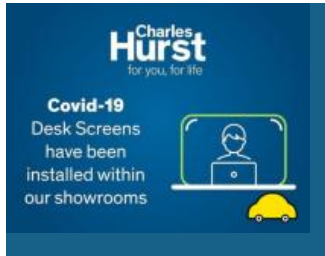 Charles
Hurst
for you, for life
Covid-19
Desk Screens
have been
installed within
our showrooms